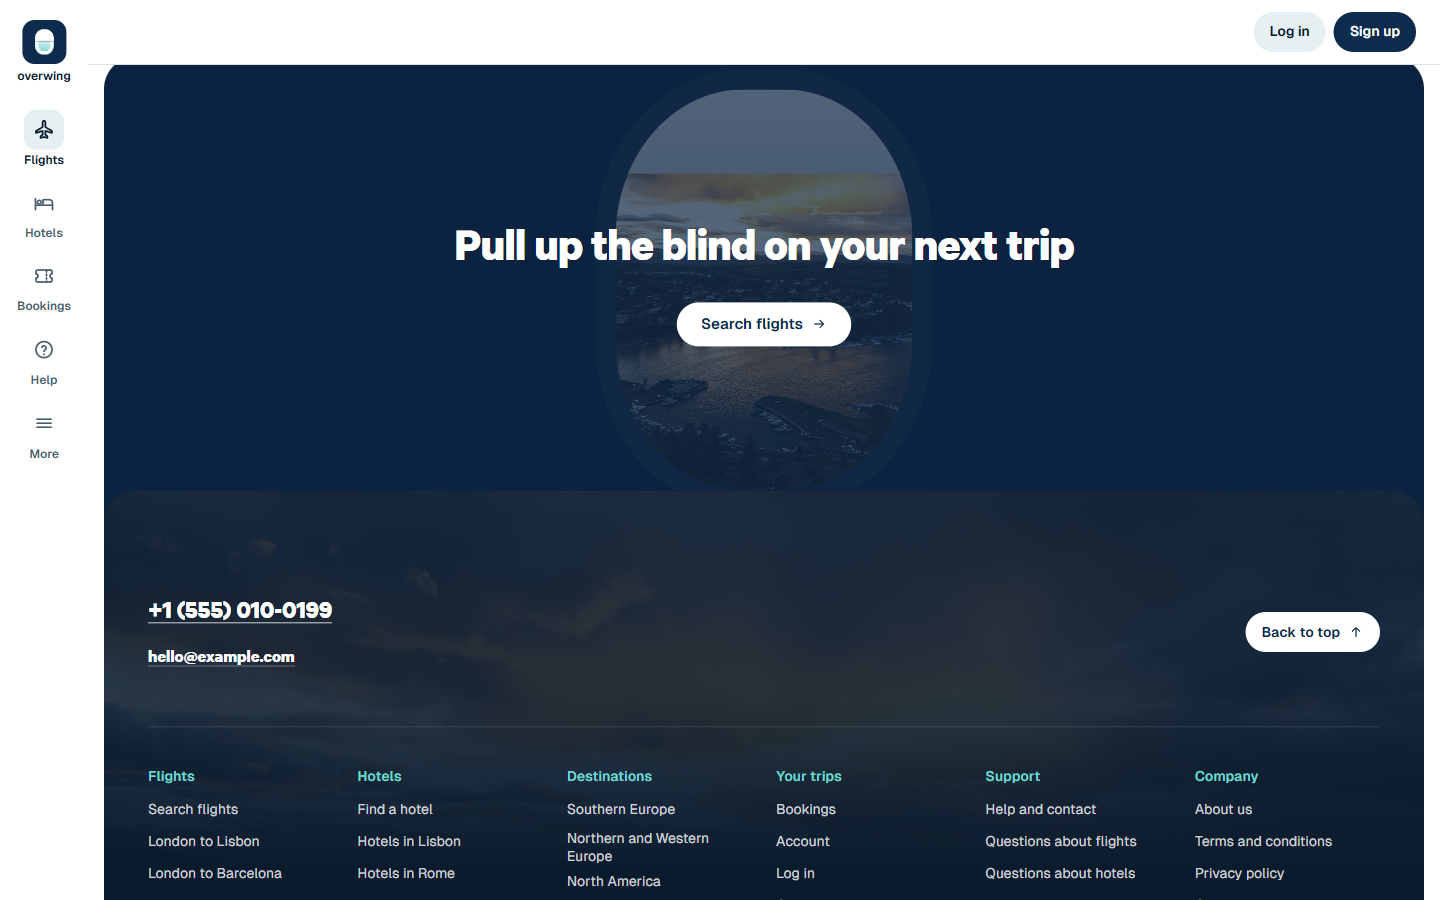 overwing
Flights
Hotels
Bookings
Help
More
Log in
Sign up
Pull up the blind on your next trip
Search flights
+1 (555) 010-0199
hello@example.com
Back to top
Flights
Search flights
London to Lisbon
London to Barcelona
Hotels
Find a hotel
Hotels in Lisbon
Hotels in Rome
Destinations
Southern Europe
Northern and Western
Europe
North America
Your trips
Bookings
Account
Log in
Support
Help and contact
Questions about flights
Questions about hotels
Company
About us
Terms and conditions
Privacy policy